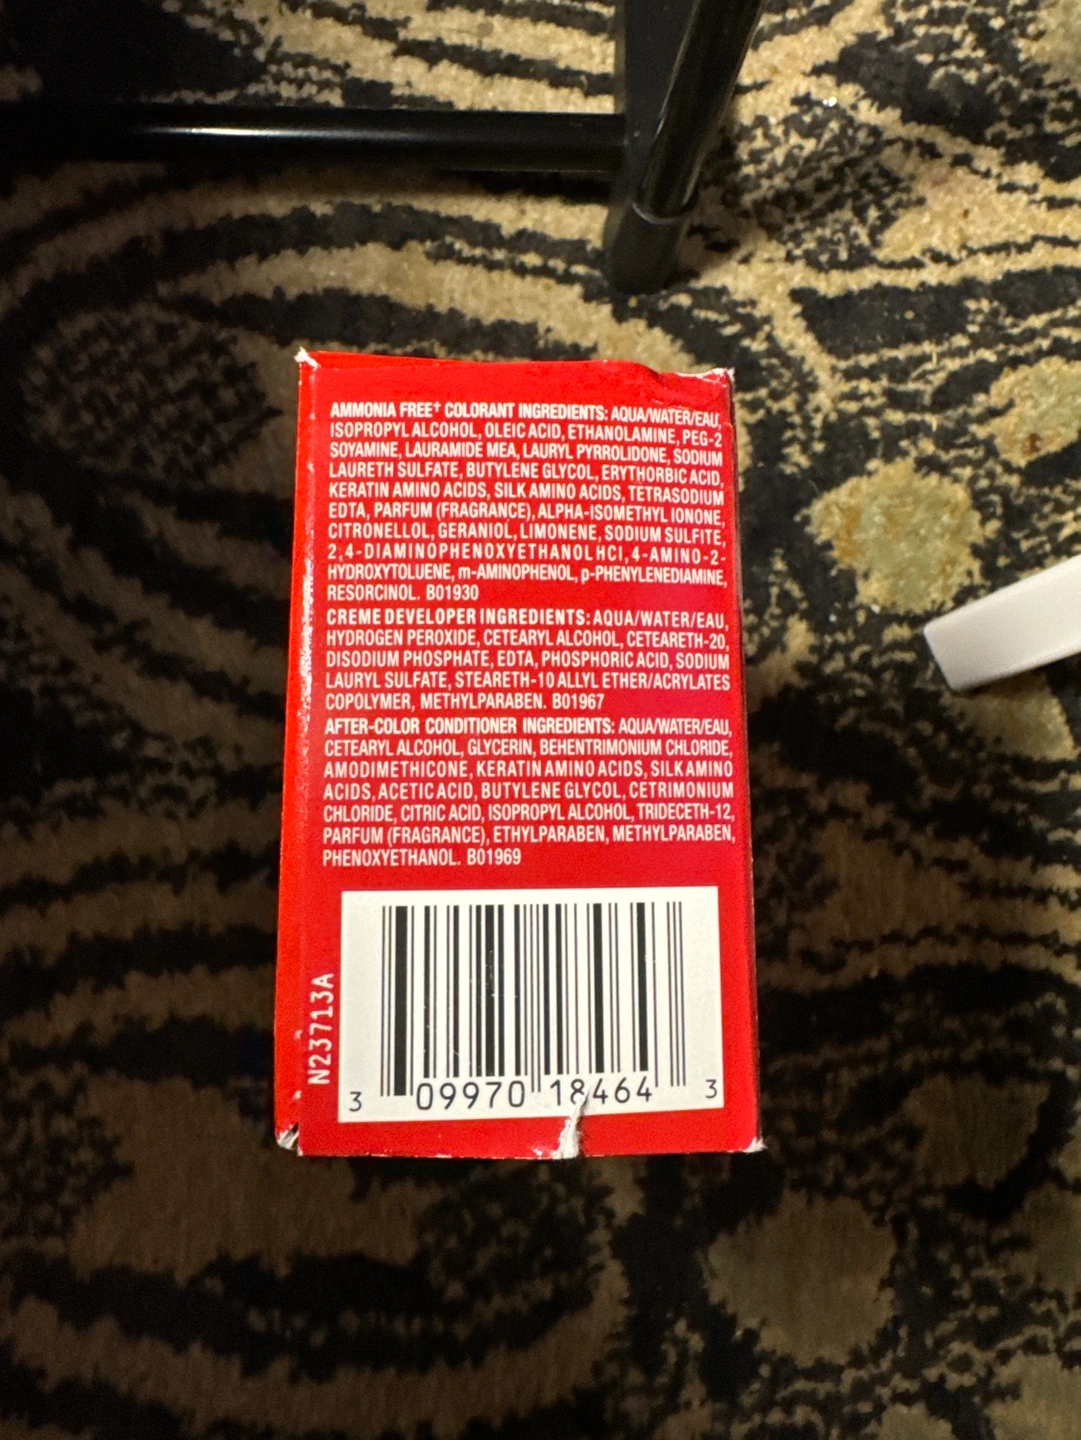 AMMONIA FREE† COLORANT INGREDIENTS: AQUA/WATER/EAU,
ISOPROPYL ALCOHOL, OLEIC ACID, ETHANOLAMINE, PEG-2
SOYAMINE, LAURAMIDE MEA, LAURYL PYRROLIDONE, SODIUM
LAURETH SULFATE, BUTYLENE GLYCOL, ERYTHORBIC ACID,
KERATIN AMINO ACIDS, SILK AMINO ACIDS, TETRASODIUM
EDTA, PARFUM (FRAGRANCE), ALPHA-ISOMETHYL IONONE,
CITRONELLOL, GERANIOL, LIMONENE, SODIUM SULFITE,
2,4-DIAMINOPHENOXYETHANOL HCl, 4-AMINO-2-
HYDROXYTOLUENE, m-AMINOPHENOL, p-PHENYLENEDIAMINE,
RESORCINOL. B01930
CREME DEVELOPER INGREDIENTS: AQUA/WATER/EAU,
HYDROGEN PEROXIDE, CETEARYL ALCOHOL, CETEARETH-20,
DISODIUM PHOSPHATE, EDTA, PHOSPHORIC ACID, SODIUM
LAURYL SULFATE, STEARETH-10 ALLYL ETHER/ACRYLATES
COPOLYMER, METHYLPARABEN. B01967
AFTER-COLOR CONDITIONER INGREDIENTS: AQUA/WATER/EAU,
CETEARYL ALCOHOL, GLYCERIN, BEHENTRIMONIUM CHLORIDE,
AMODIMETHICONE, KERATIN AMINO ACIDS, SILK AMINO
ACIDS, ACETIC ACID, BUTYLENE GLYCOL, CETRIMONIUM
CHLORIDE, CITRIC ACID, ISOPROPYL ALCOHOL, TRIDECETH-12,
PARFUM (FRAGRANCE), ETHYLPARABEN, METHYLPARABEN,
PHENOXYETHANOL. B01969
N23713A
3 09970 18464 3